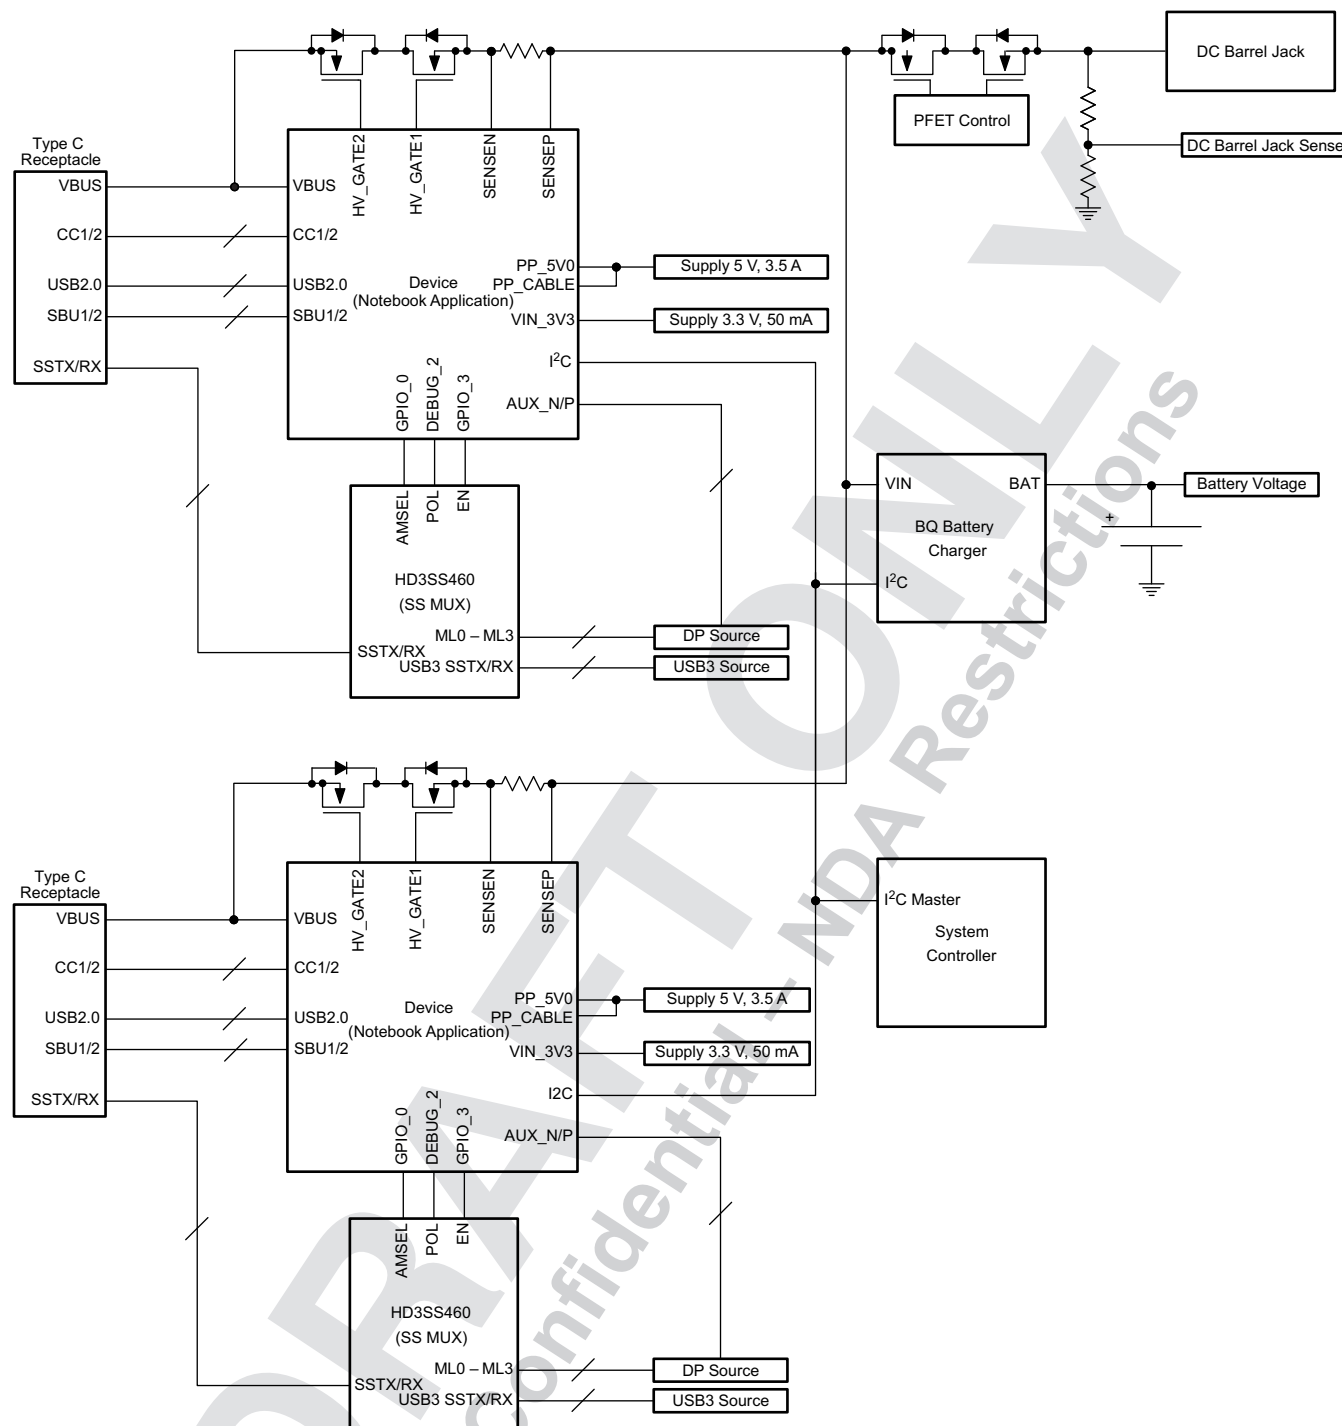 DC Barrel Jack
PFET Control
DC Barrel Jack Sense
Type C
Receptacle
VBUS
CC1/2
USB2.0
SBU1/2
SSTX/RX
HV_GATE2
HV_GATE1
SENSEN
SENSEP
VBUS
CC1/2
USB2.0
SBU1/2
Device
(Notebook Application)
PP_5V0
PP_CABLE
VIN_3V3
I²C
AUX_N/P
GPIO_0
DEBUG_2
GPIO_3
Supply 5 V, 3.5 A
Supply 3.3 V, 50 mA
AMSEL
POL
EN
HD3SS460
(SS MUX)
ML0 – ML3
SSTX/RX
USB3 SSTX/RX
DP Source
USB3 Source
VIN
BAT
BQ Battery
Charger
I²C
Battery Voltage
+
Type C
Receptacle
VBUS
CC1/2
USB2.0
SBU1/2
SSTX/RX
HV_GATE2
HV_GATE1
SENSEN
SENSEP
VBUS
CC1/2
USB2.0
SBU1/2
Device
(Notebook Application)
PP_5V0
PP_CABLE
VIN_3V3
I2C
AUX_N/P
GPIO_0
DEBUG_2
GPIO_3
Supply 5 V, 3.5 A
Supply 3.3 V, 50 mA
I²C Master
System
Controller
AMSEL
POL
EN
HD3SS460
(SS MUX)
ML0 – ML3
SSTX/RX
USB3 SSTX/RX
DP Source
USB3 Source
DRAFT ONLY
Confidential – NDA Restrictions